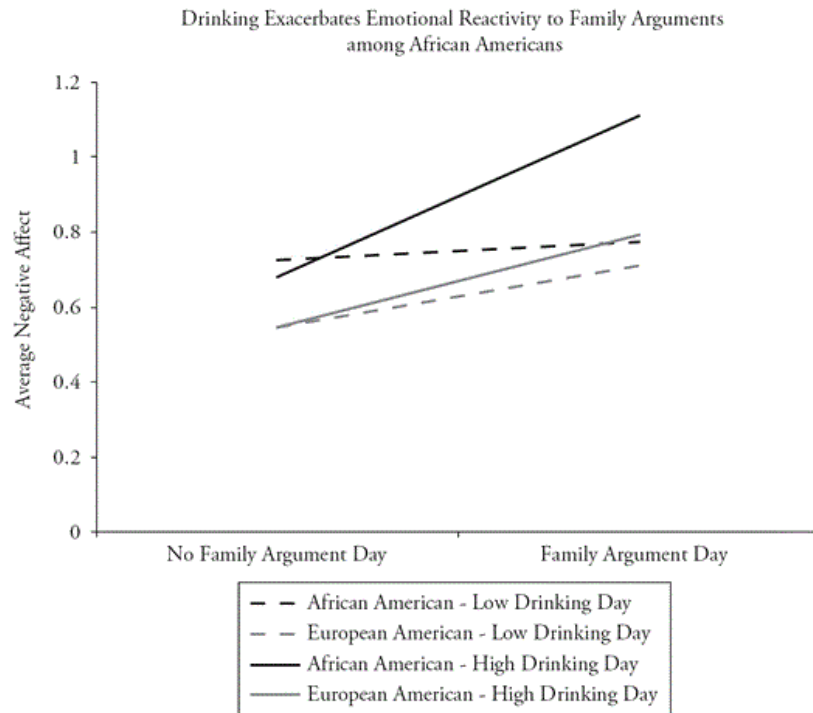 Drinking Exacerbates Emotional Reactivity to Family Arguments
among African Americans
1.2
1
0.8
0.6
0.4
0.2
0
Average Negative Affect
No Family Argument Day
Family Argument Day
African American - Low Drinking Day
European American - Low Drinking Day
African American - High Drinking Day
European American - High Drinking Day